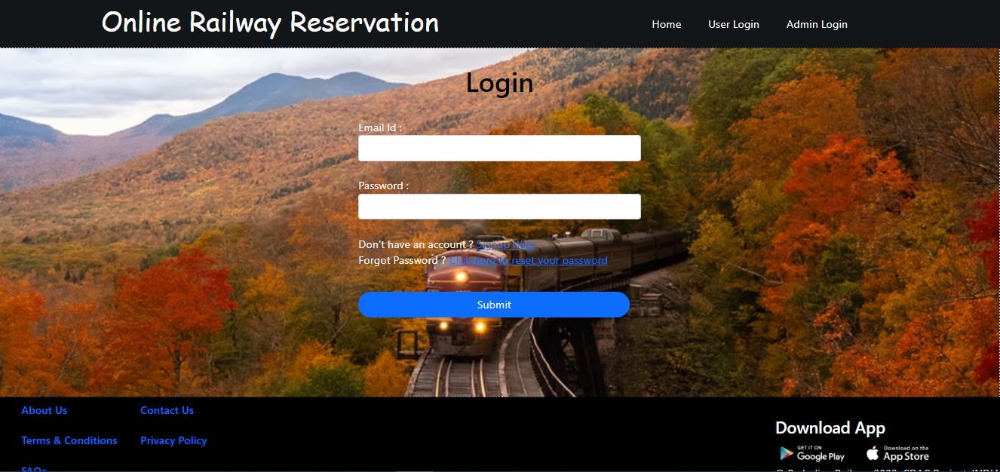 Online Railway Reservation
Home User Login Admin Login
Login
Email Id :
Password :
Don't have an account ? Signup here
Forgot Password ? Click here to reset your password
Submit
About Us Contact Us
Terms & Conditions Privacy Policy
FAQs
Download App
GET IT ON
Google Play
Download on the
App Store